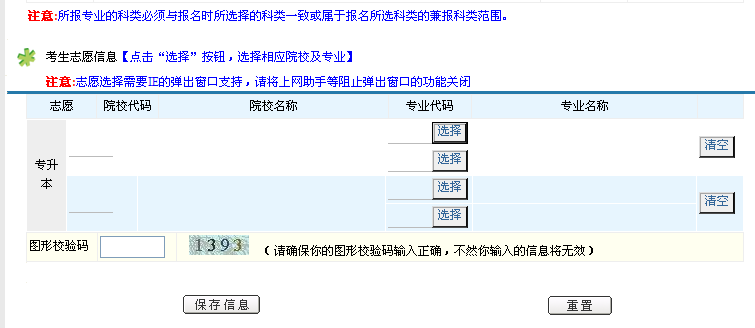 注意:所报专业的科类必须与报名时所选择的科类一致或属于报名所选科类的兼报科类范围。
考生志愿信息【点击“选择”按钮，选择相应院校及专业】
注意:志愿选择需要正的弹出窗口支持，请将上网助手等阻止弹出窗口的功能关闭
志愿 院校代码 院校名称 专业代码 专业名称
选择
专升本 选择 清空
选择
选择 清空
图形校验码 1393 （请确保你的图形校验码输入正确，不然你输入的信息将无效）
保存信息 重置